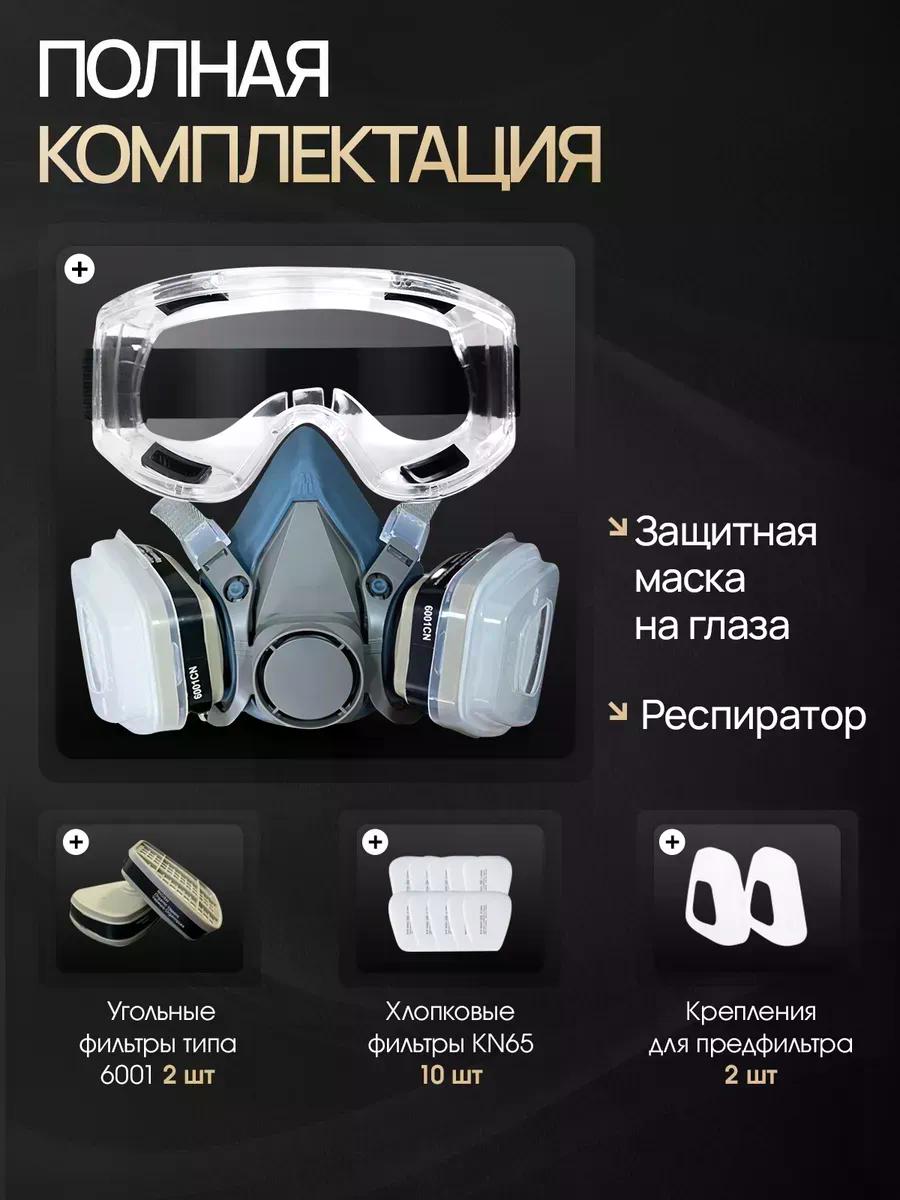 ПОЛНАЯ
КОМПЛЕКТАЦИЯ
6001CN
6001CN
Защитная
маска
на глаза
Респиратор
Угольные
фильтры типа
6001 2 шт
Хлопковые
фильтры KN65
10 шт
Крепления
для предфильтра
2 шт